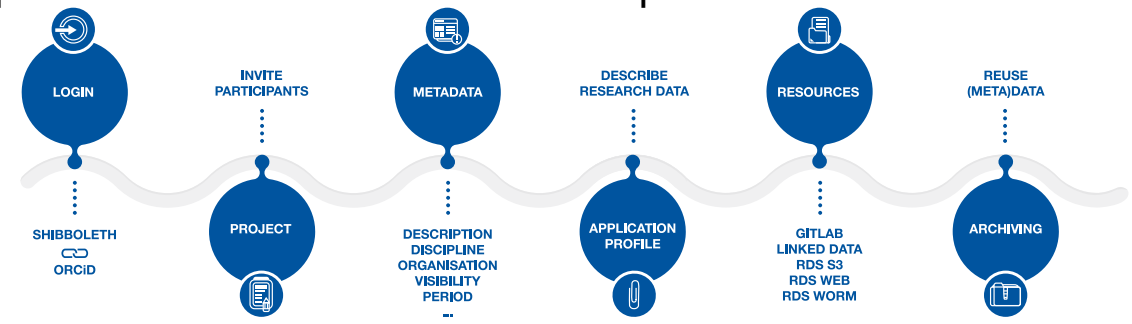 LOGIN
SHIBBOLETH
ORCiD
INVITE
PARTICIPANTS
PROJECT
METADATA
DESCRIPTION
DISCIPLINE
ORGANISATION
VISIBILITY
PERIOD
DESCRIBE
RESEARCH DATA
APPLICATION
PROFILE
RESOURCES
GITLAB
LINKED DATA
RDS S3
RDS WEB
RDS WORM
REUSE
(META)DATA
ARCHIVING